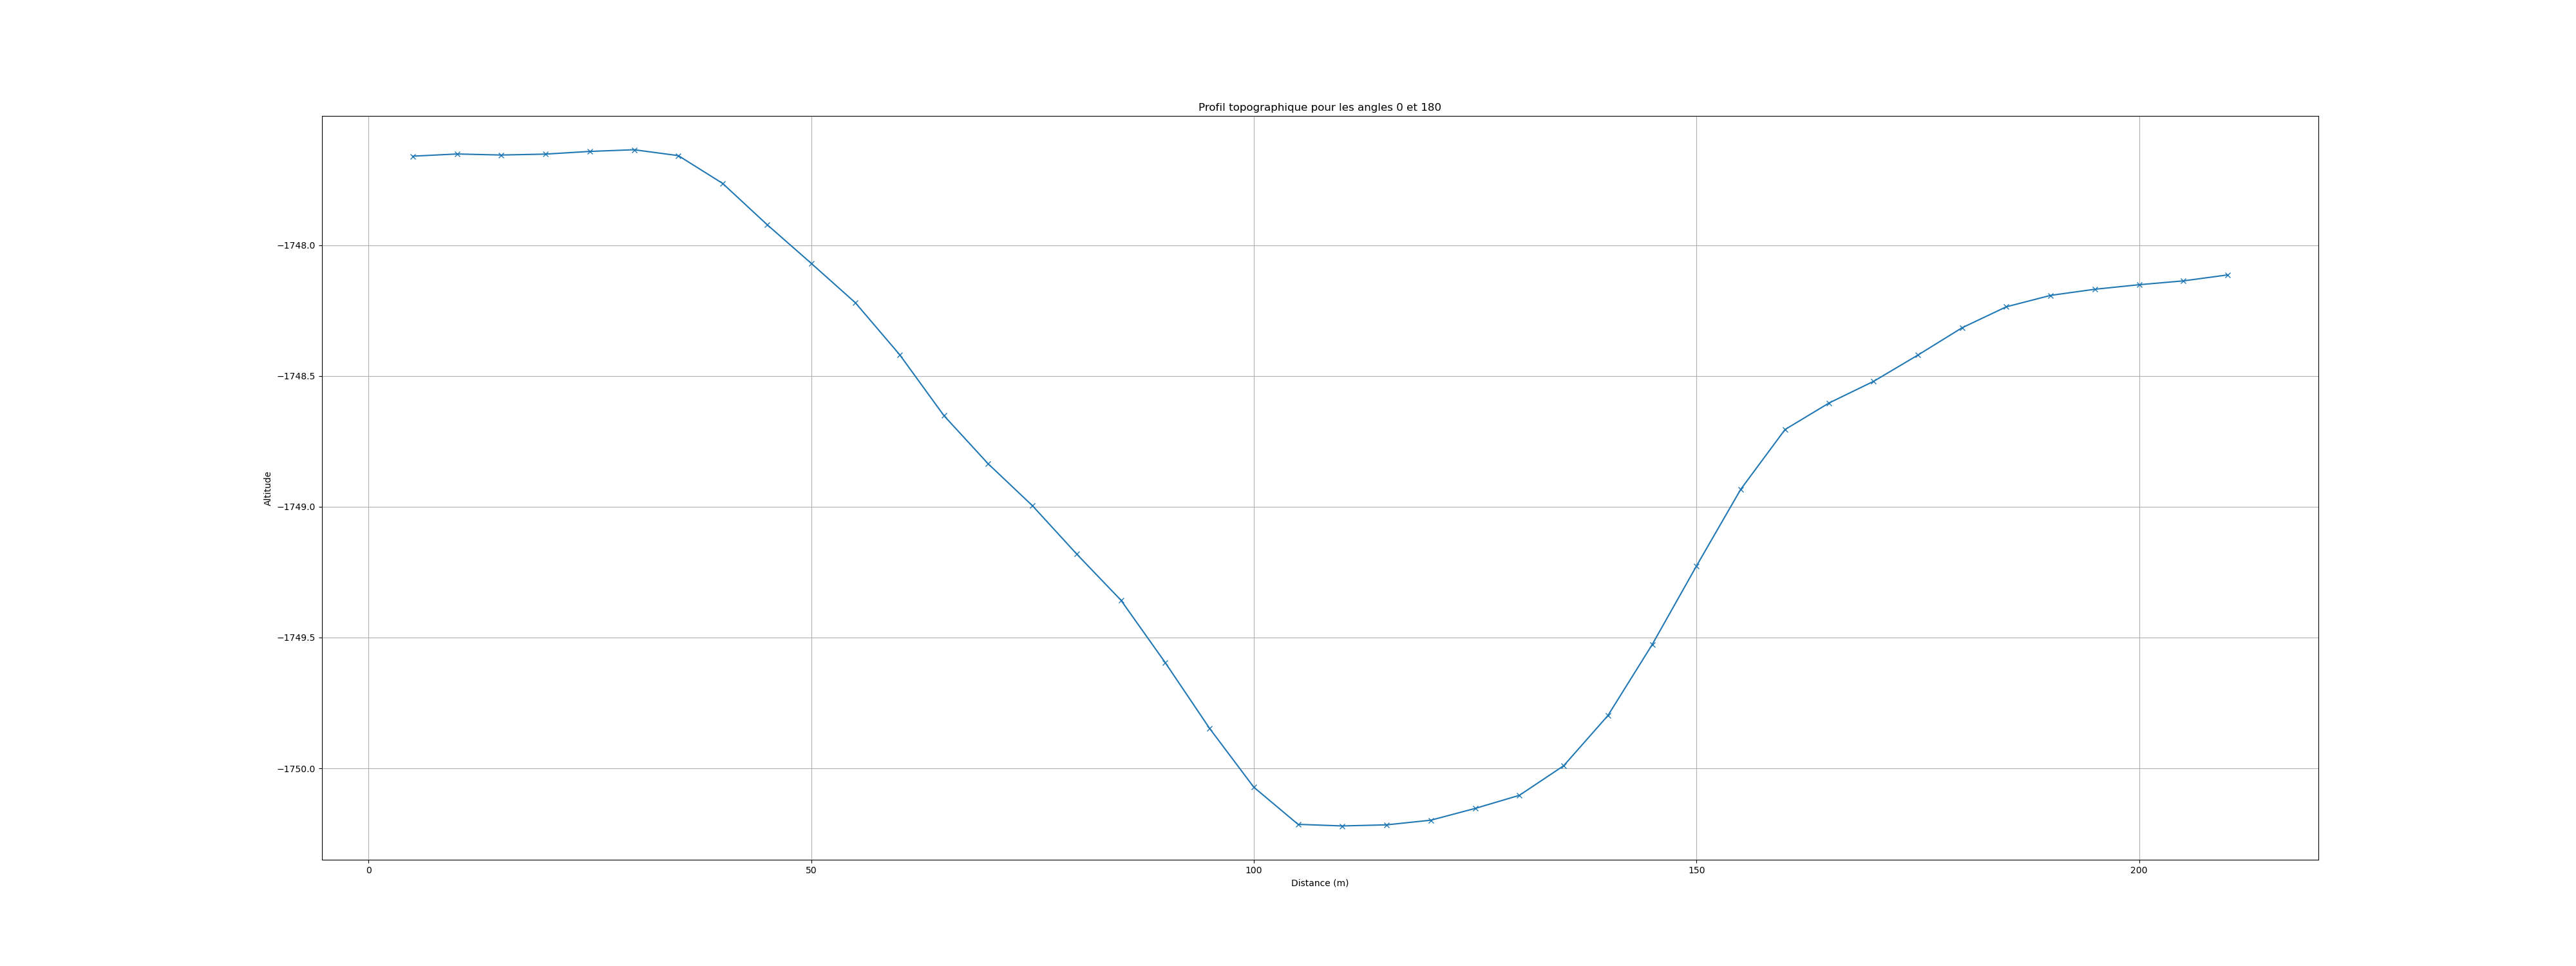 Profil topographique pour les angles 0 et 180
Altitude
−1748.0
−1748.5
−1749.0
−1749.5
−1750.0
0 50 100 150 200
Distance (m)